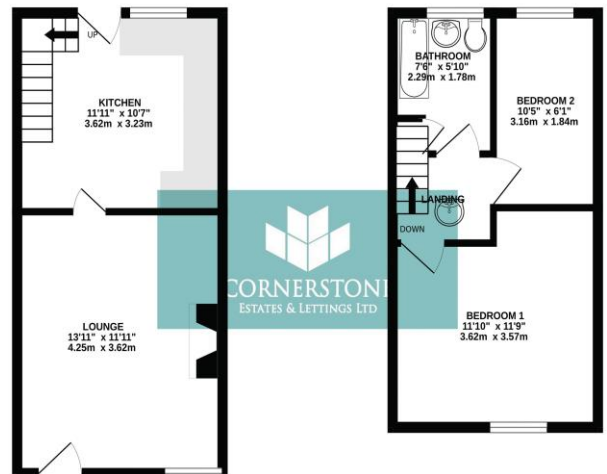 UP
KITCHEN
11'11" x 10'7"
3.62m x 3.23m
LOUNGE
13'11" x 11'11"
4.25m x 3.62m
BATHROOM
7'6" x 5'10"
2.29m x 1.78m
BEDROOM 2
10'5" x 6'1"
3.16m x 1.84m
LANDING
DOWN
BEDROOM 1
11'10" x 11'9"
3.62m x 3.57m
CORNERSTONE
ESTATES & LETTINGS LTD